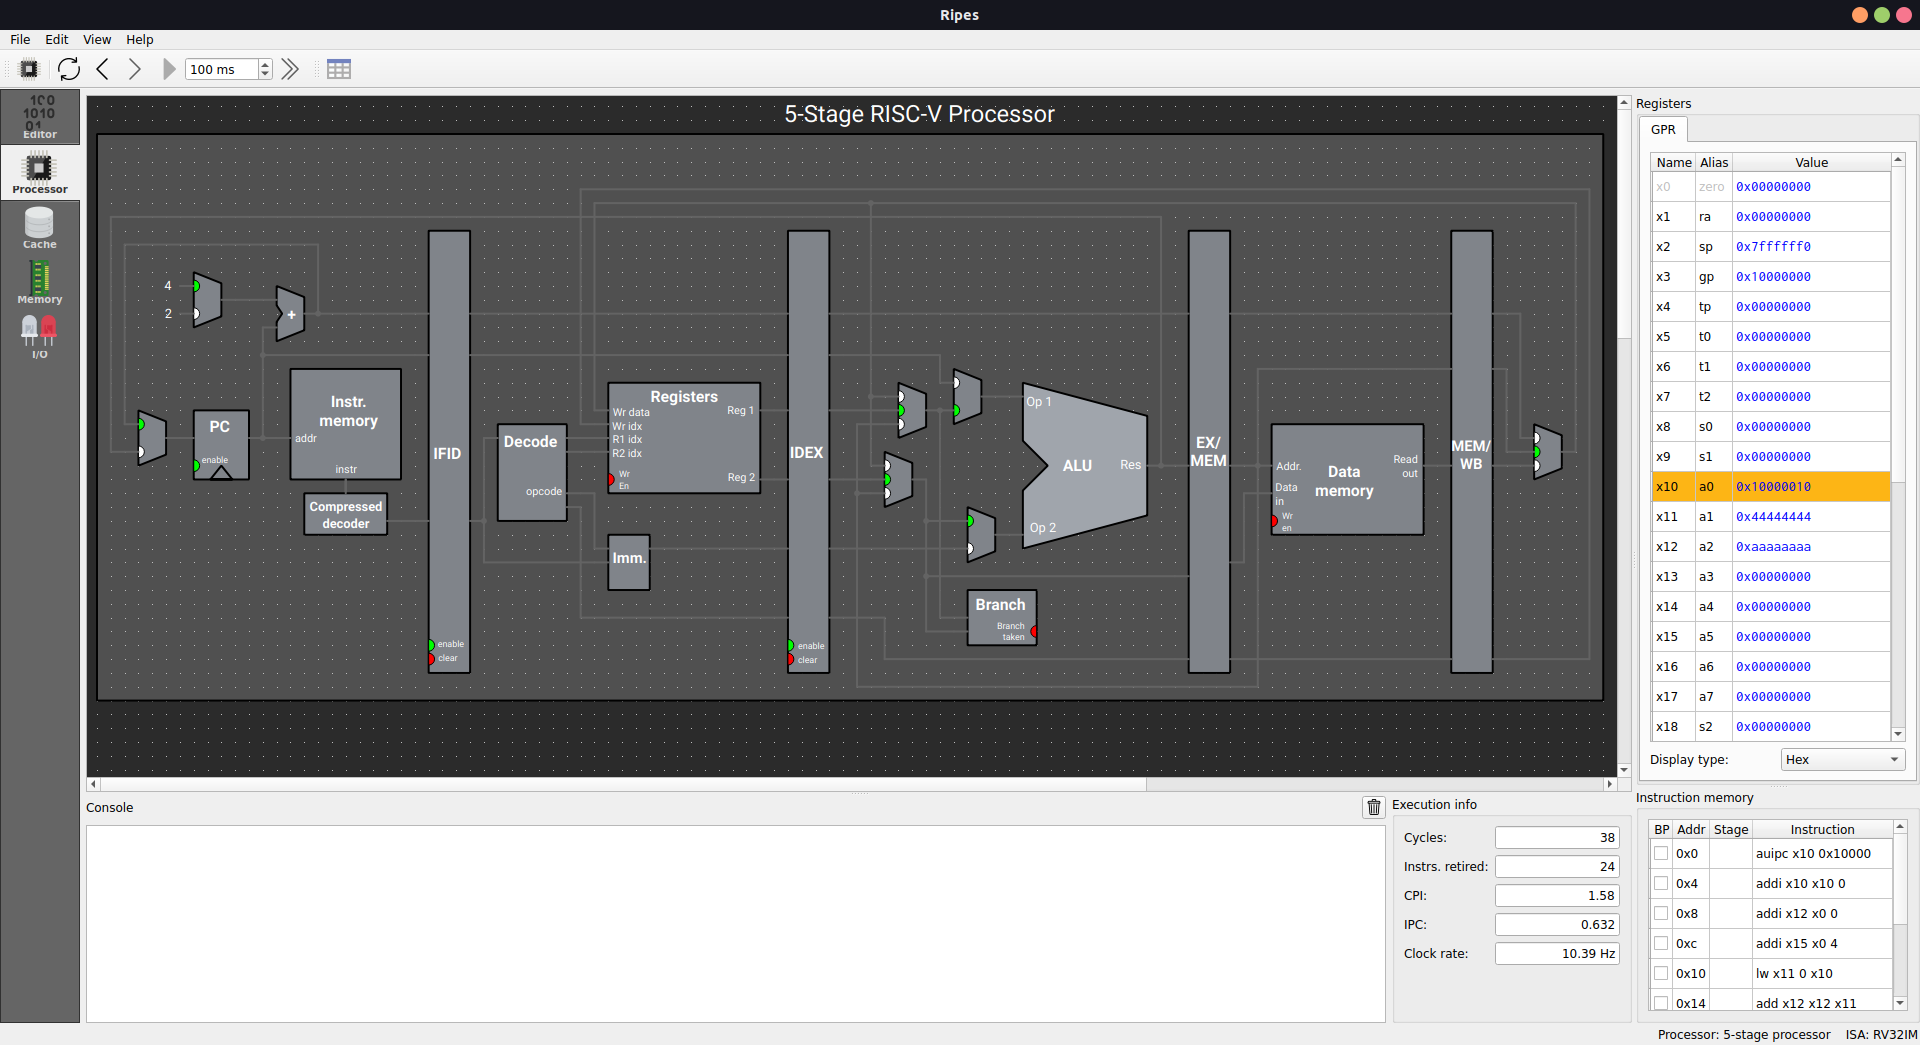 Ripes
File Edit View Help
100 ms
Editor
Processor
Cache
Memory
I/O
5-Stage RISC-V Processor
4
2
+
PC
enable
Instr. memory
addr
instr
Compressed decoder
IFID
enable
clear
Decode
opcode
Registers
Wr data
Wr idx
R1 idx
R2 idx
Wr En
Reg 1
Reg 2
Imm.
IDEX
enable
clear
Op 1
ALU
Res
Op 2
Branch
Branch taken
EX/ MEM
Addr.
Data in
Wr en
Data memory
Read out
MEM/ WB
Registers
GPR
Name Alias Value
x0 zero 0x00000000
x1 ra 0x00000000
x2 sp 0x7ffffff0
x3 gp 0x10000000
x4 tp 0x00000000
x5 t0 0x00000000
x6 t1 0x00000000
x7 t2 0x00000000
x8 s0 0x00000000
x9 s1 0x00000000
x10 a0 0x10000010
x11 a1 0x44444444
x12 a2 0xaaaaaaaa
x13 a3 0x00000000
x14 a4 0x00000000
x15 a5 0x00000000
x16 a6 0x00000000
x17 a7 0x00000000
x18 s2 0x00000000
Display type: Hex
Console
Execution info
Cycles: 38
Instrs. retired: 24
CPI: 1.58
IPC: 0.632
Clock rate: 10.39 Hz
Instruction memory
BP Addr Stage Instruction
0x0 auipc x10 0x10000
0x4 addi x10 x10 0
0x8 addi x12 x0 0
0xc addi x15 x0 4
0x10 lw x11 0 x10
0x14 add x12 x12 x11
Processor: 5-stage processor ISA: RV32IM